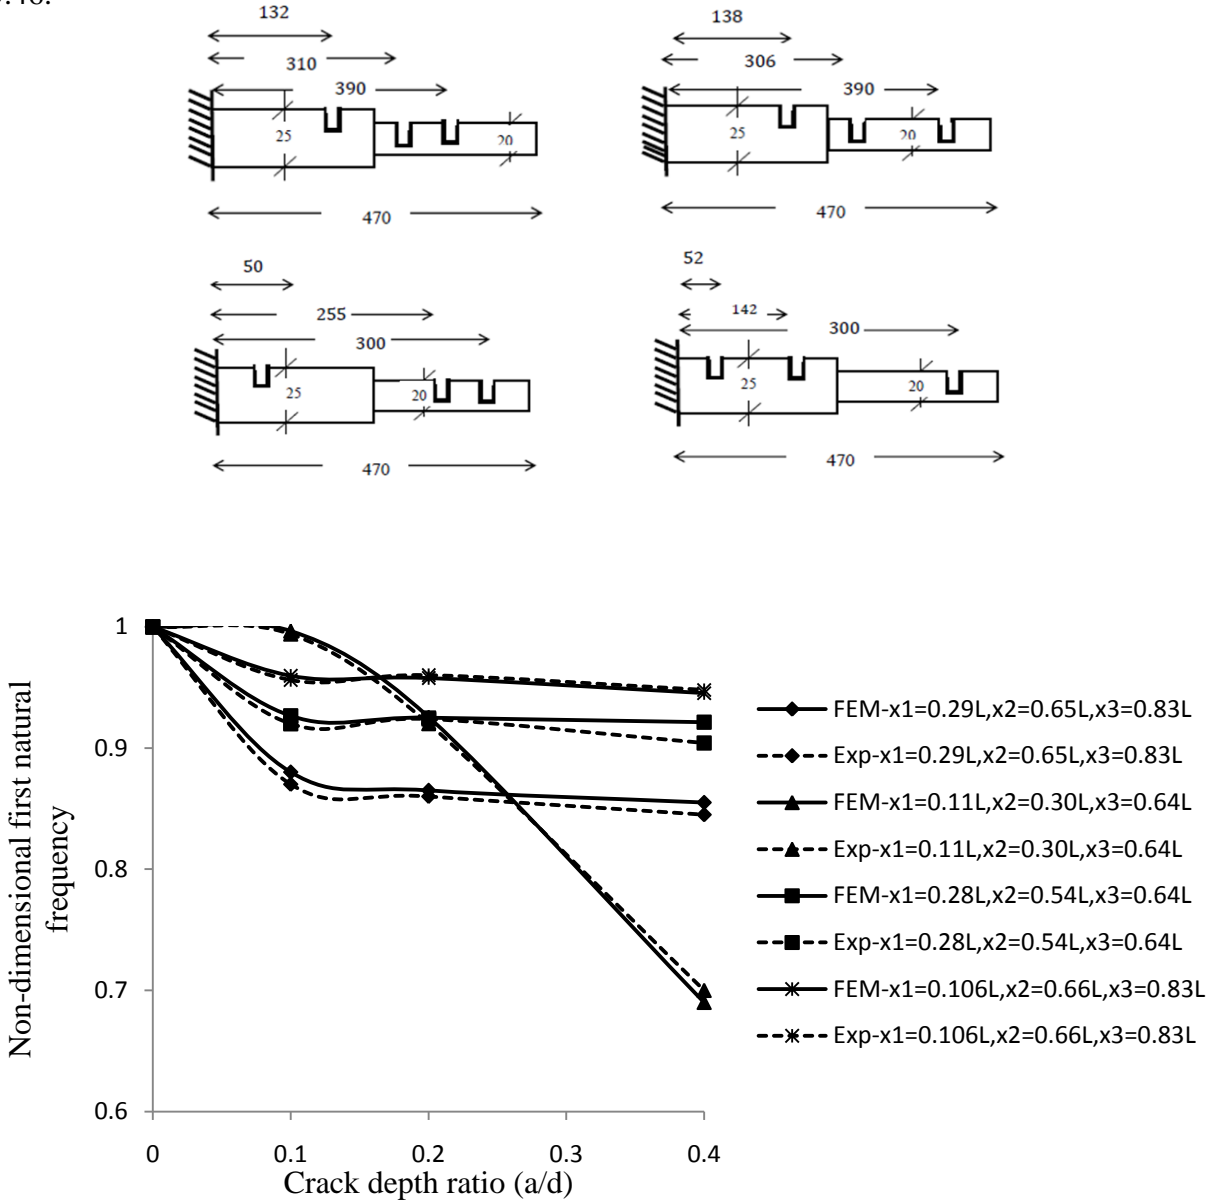 132
310
390
25
20
470
138
306
390
25
20
470
50
255
300
25
20
470
52
142
300
25
20
470
1
0.9
0.8
0.7
0.6
0 0.1 0.2 0.3 0.4
Non-dimensional first natural
frequency
Crack depth ratio (a/d)
FEM-x1=0.29L,x2=0.65L,x3=0.83L
Exp-x1=0.29L,x2=0.65L,x3=0.83L
FEM-x1=0.11L,x2=0.30L,x3=0.64L
Exp-x1=0.11L,x2=0.30L,x3=0.64L
FEM-x1=0.28L,x2=0.54L,x3=0.64L
Exp-x1=0.28L,x2=0.54L,x3=0.64L
FEM-x1=0.106L,x2=0.66L,x3=0.83L
Exp-x1=0.106L,x2=0.66L,x3=0.83L